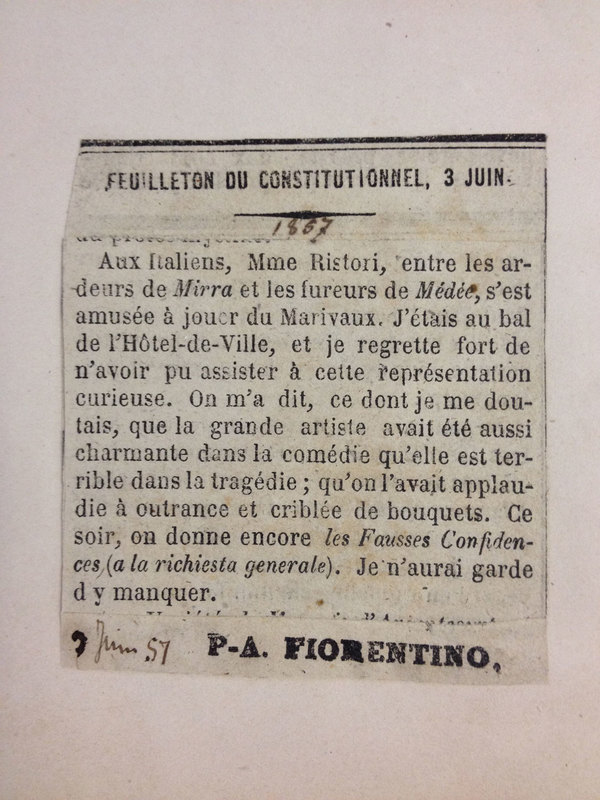 FEUILLETON DU CONSTITUTIONNEL, 3 JUIN.
1857
Aux Italiens, Mme Ristori, entre les ar-
deurs de Mirra et les fureurs de Médée, s'est
amusée à jouer du Marivaux. J'étais au bal
de l'Hôtel-de-Ville, et je regrette fort de
n'avoir pu assister à cette représentation
curieuse. On m'a dit, ce dont je me dou-
tais, que la grande artiste avait été aussi
charmante dans la comédie qu'elle est ter-
rible dans la tragédie ; qu'on l'avait applau-
die à outrance et criblée de bouquets. Ce
soir, on donne encore les Fausses Confiden-
ces (a la richiesta generale). Je n'aurai garde
d y manquer.
Juin 57 P-A. FIORENTINO.